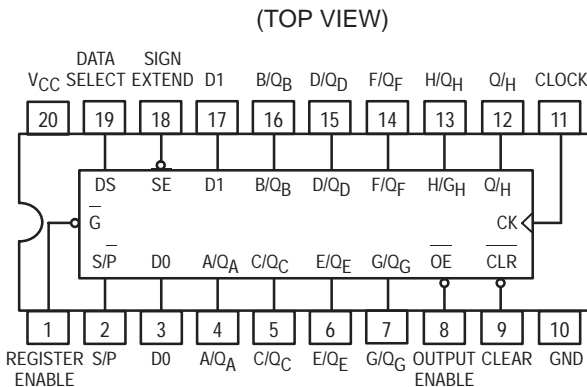 (TOP VIEW)
DATA SIGN
VCC SELECT EXTEND D1 B/QB D/QD F/QF H/QH Q/H CLOCK
20 19 18 17 16 15 14 13 12 11
DS SE D1 B/QB D/QD F/QF H/GH Q/H
G CK
S/P D0 A/QA C/QC E/QE G/QG OE CLR
1 2 3 4 5 6 7 8 9 10
REGISTER S/P D0 A/QA C/QC E/QE G/QG OUTPUT CLEAR GND
ENABLE ENABLE